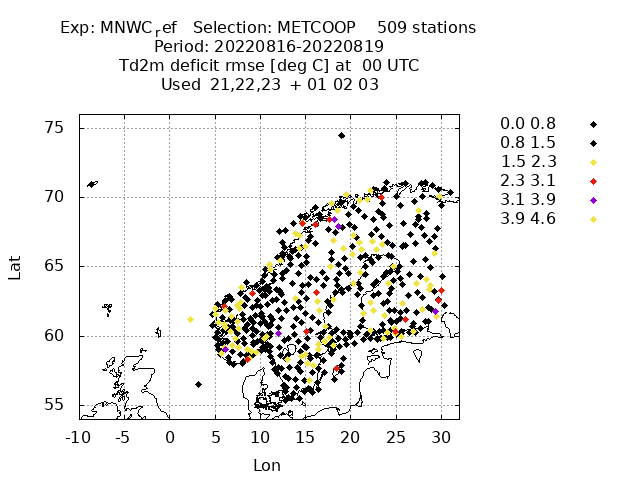 Exp: MNWCref   Selection: METCOOP    509 stations
Period: 20220816-20220819
Td2m deficit rmse [deg C] at  00 UTC
Used  21,22,23  + 01 02 03
75
70
65
60
55
Lat
-10 -5 0 5 10 15 20 25 30
Lon
0.0 0.8
0.8 1.5
1.5 2.3
2.3 3.1
3.1 3.9
3.9 4.6